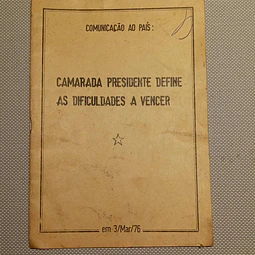 COMUNICAÇÃO AO PAÍS:
CAMARADA PRESIDENTE DEFINE
AS DIFICULDADES A VENCER
em 3/Mar/76